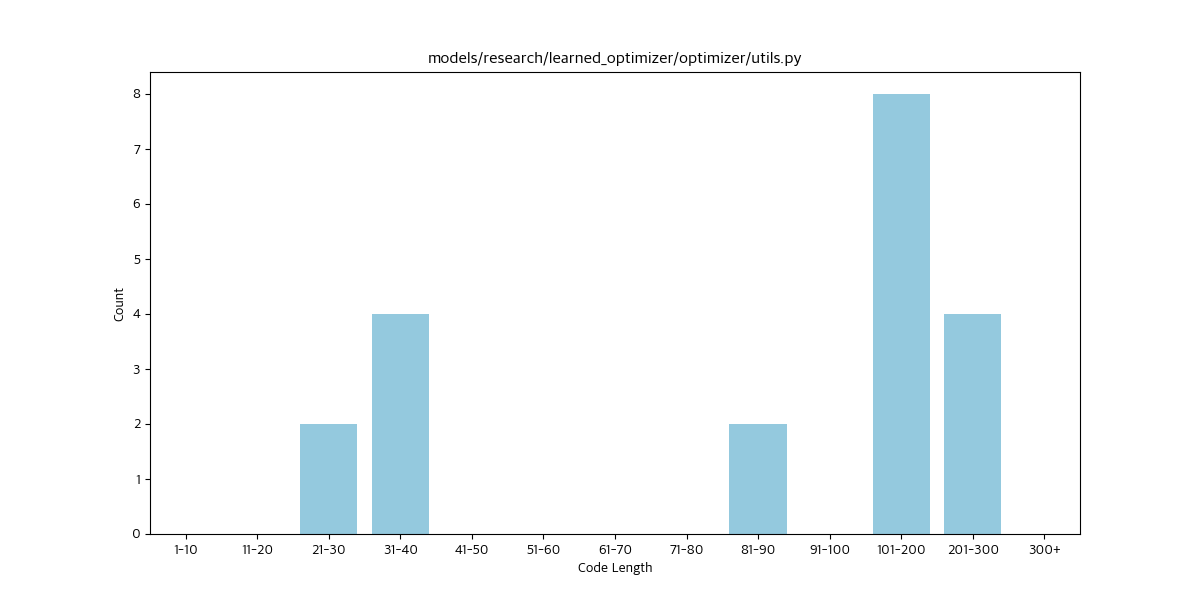 models/research/learned_optimizer/optimizer/utils.py
Count
8
7
6
5
4
3
2
1
0
1-10 11-20 21-30 31-40 41-50 51-60 61-70 71-80 81-90 91-100 101-200 201-300 300+
Code Length